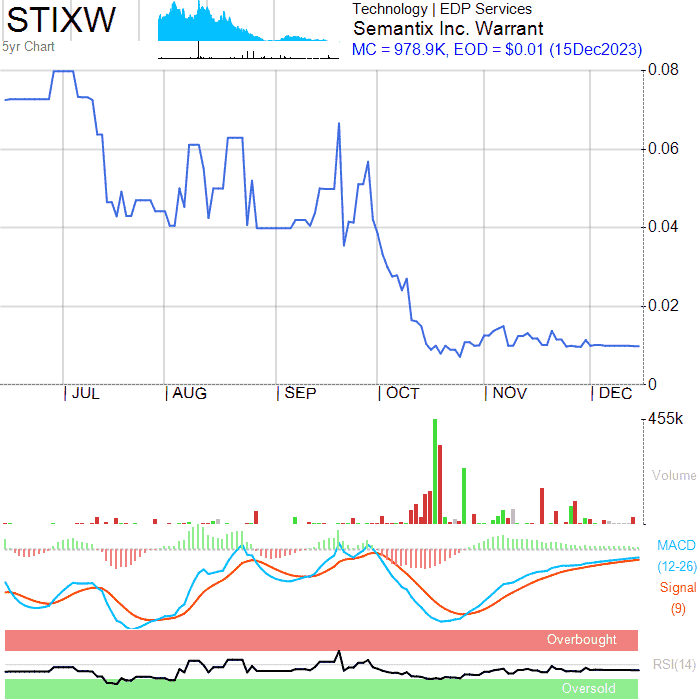 STIXW
5yr Chart
Technology | EDP Services
Semantix Inc. Warrant
MC = 978.9K, EOD = $0.01 (15Dec2023)
0.08
0.06
0.04
0.02
0
JUL AUG SEP OCT NOV DEC
455k
Volume
MACD
(12-26)
Signal
(9)
Overbought
RSI(14)
Oversold